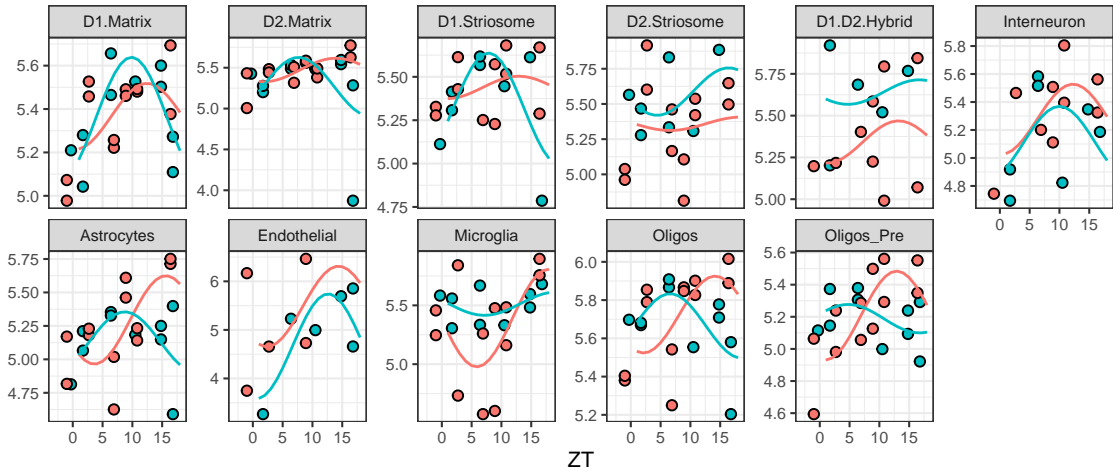 D1.Matrix D2.Matrix D1.Striosome D2.Striosome D1.D2.Hybrid Interneuron
5.6 5.4 5.2 5.0
5.5 5.0 4.5 4.0
5.50 5.25 5.00 4.75
5.75 5.50 5.25 5.00
5.75 5.50 5.25 5.00
5.8 5.6 5.4 5.2 5.0 4.8
0 5 10 15
Astrocytes Endothelial Microglia Oligos Oligos_Pre
5.75 5.50 5.25 5.00 4.75
6 5 4
5.5 5.0
6.0 5.8 5.6 5.4 5.2
5.6 5.4 5.2 5.0 4.8 4.6
0 5 10 15 0 5 10 15 0 5 10 15 0 5 10 15 0 5 10 15
ZT